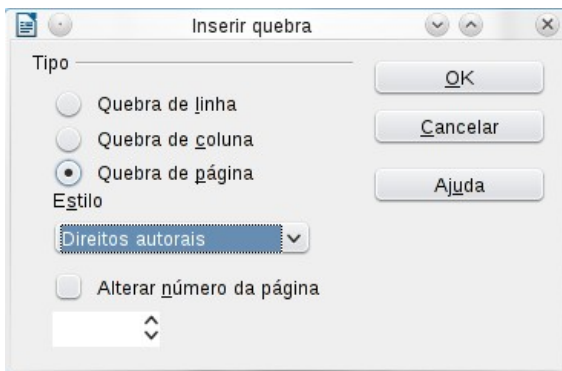 Inserir quebra
Tipo
Quebra de linha
Quebra de coluna
Quebra de página
Estilo
Direitos autorais
Alterar número da página
OK
Cancelar
Ajuda